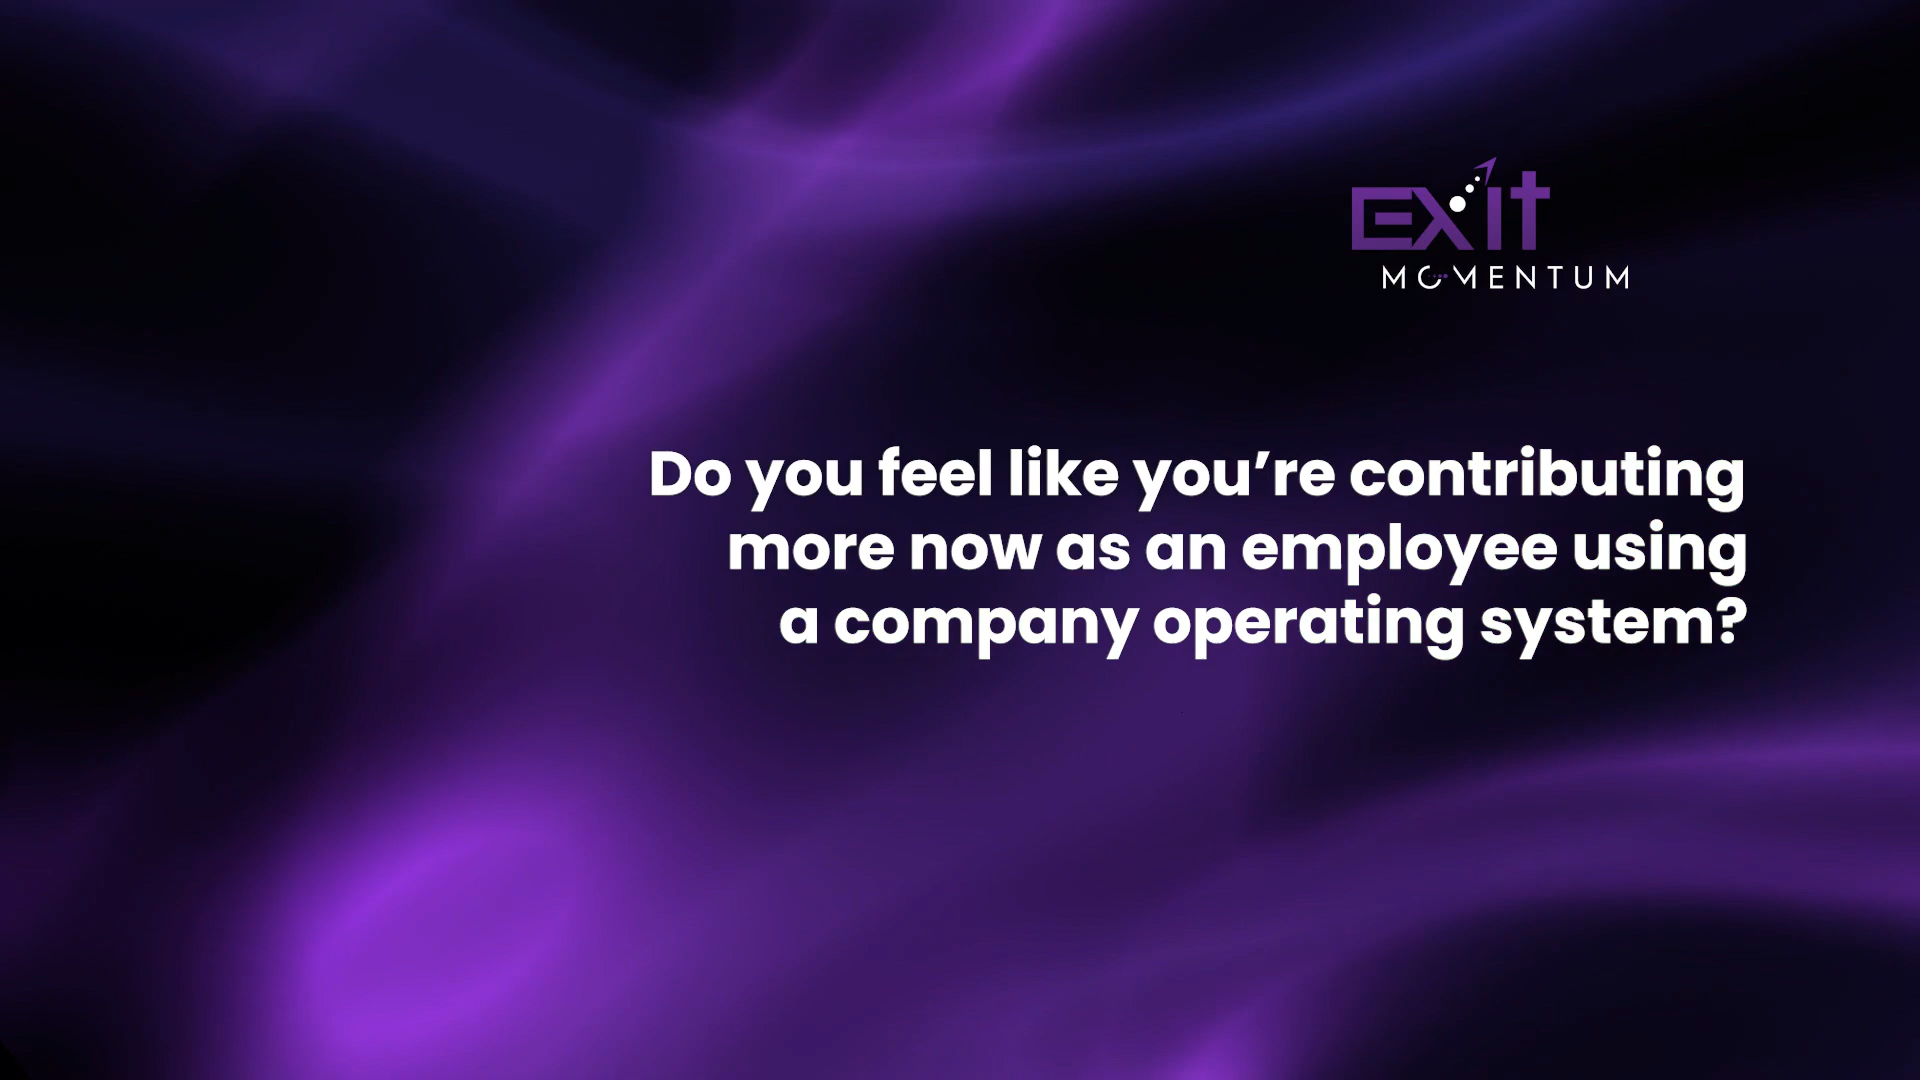 EXIT
MOMENTUM
Do you feel like you’re contributing
more now as an employee using
a company operating system?